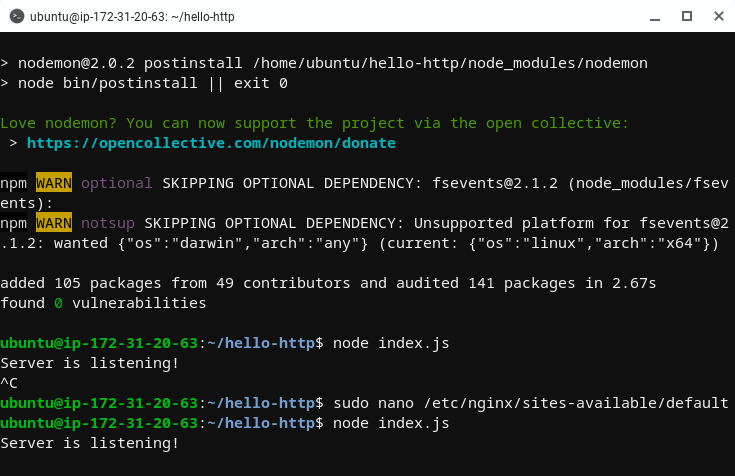 ubuntu@ip-172-31-20-63: ~/hello-http
> nodemon@2.0.2 postinstall /home/ubuntu/hello-http/node_modules/nodemon
> node bin/postinstall || exit 0
Love nodemon? You can now support the project via the open collective:
 > https://opencollective.com/nodemon/donate
npm WARN optional SKIPPING OPTIONAL DEPENDENCY: fsevents@2.1.2 (node_modules/fsev
ents):
npm WARN notsup SKIPPING OPTIONAL DEPENDENCY: Unsupported platform for fsevents@2
.1.2: wanted {"os":"darwin","arch":"any"} (current: {"os":"linux","arch":"x64"})
added 105 packages from 49 contributors and audited 141 packages in 2.67s
found 0 vulnerabilities
ubuntu@ip-172-31-20-63:~/hello-http$ node index.js
Server is listening!
^C
ubuntu@ip-172-31-20-63:~/hello-http$ sudo nano /etc/nginx/sites-available/default
ubuntu@ip-172-31-20-63:~/hello-http$ node index.js
Server is listening!